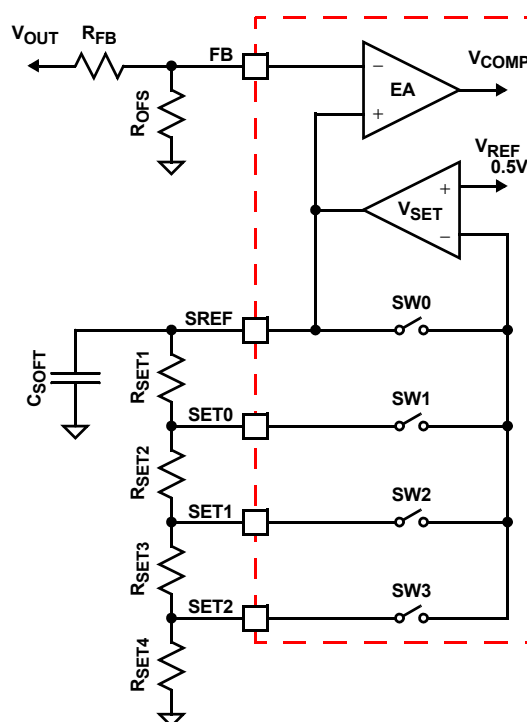 VOUT
RFB
FB
ROFS
−
EA
+
VCOMP
VREF
0.5V
+
VSET
−
SREF
SW0
CSOFT
RSET1
SET0
SW1
RSET2
SET1
SW2
RSET3
SET2
SW3
RSET4